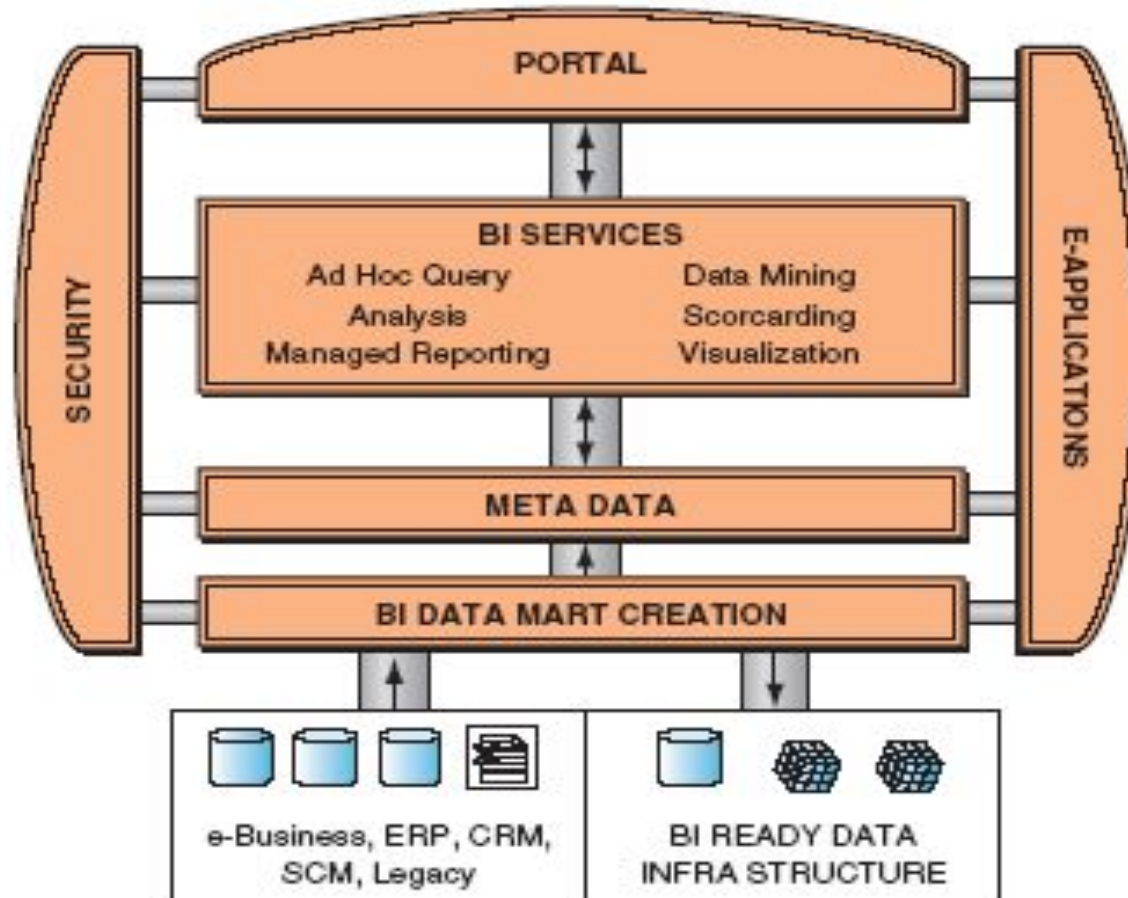 PORTAL
SECURITY
BI SERVICES
Ad Hoc Query
Analysis
Managed Reporting
Data Mining
Scorcarding
Visualization
E-APPLICATIONS
META DATA
BI DATA MART CREATION
e-Business, ERP, CRM,
SCM, Legacy
BI READY DATA
INFRA STRUCTURE